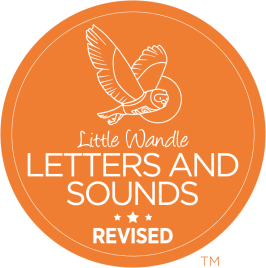 Little Wandle
LETTERS AND
SOUNDS
REVISED
TM